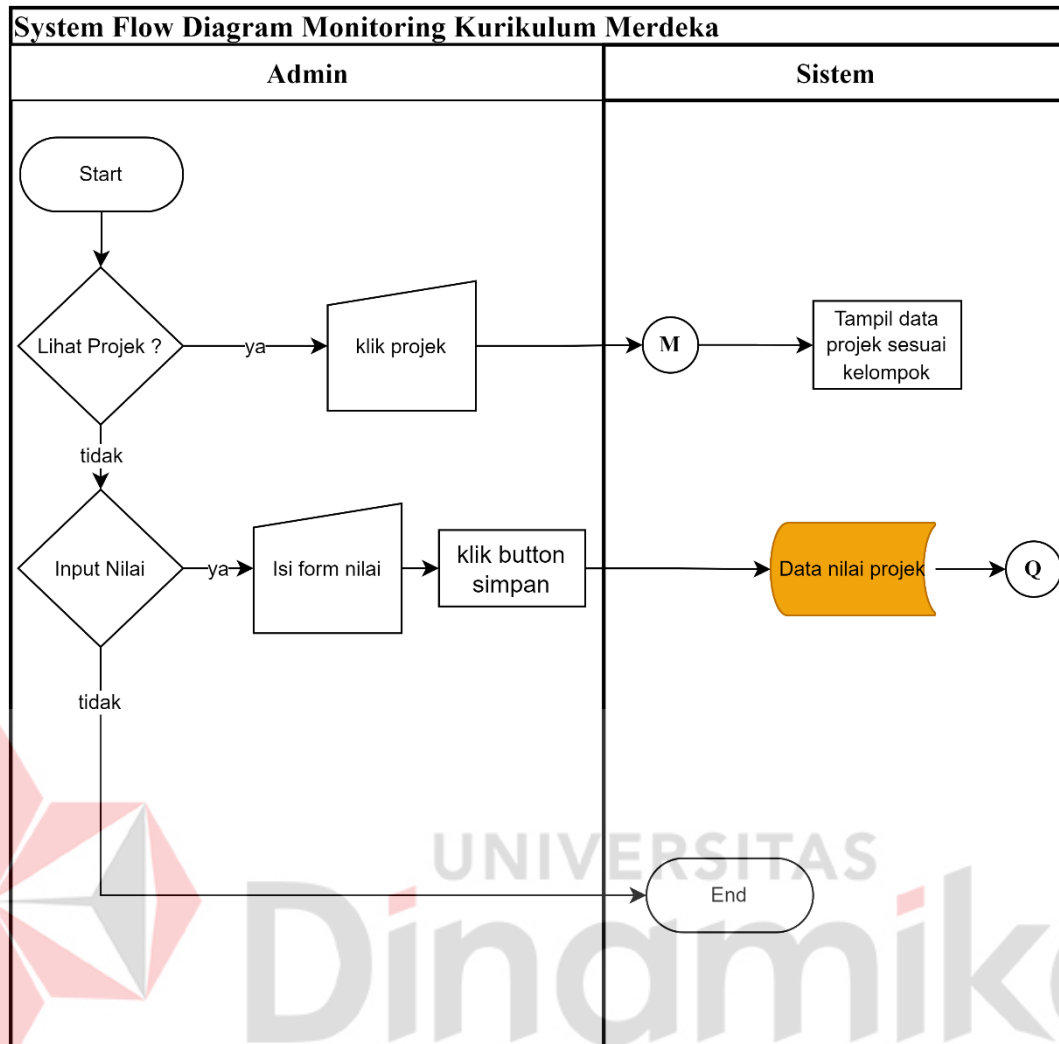 System Flow Diagram Monitoring Kurikulum Merdeka
Admin
Sistem
Start
Lihat Projek ?
ya
klik projek
M
Tampil data
projek sesuai
kelompok
tidak
Input Nilai
ya
Isi form nilai
klik button
simpan
Data nilai projek
Q
tidak
End
UNIVERSITAS
Dinamika